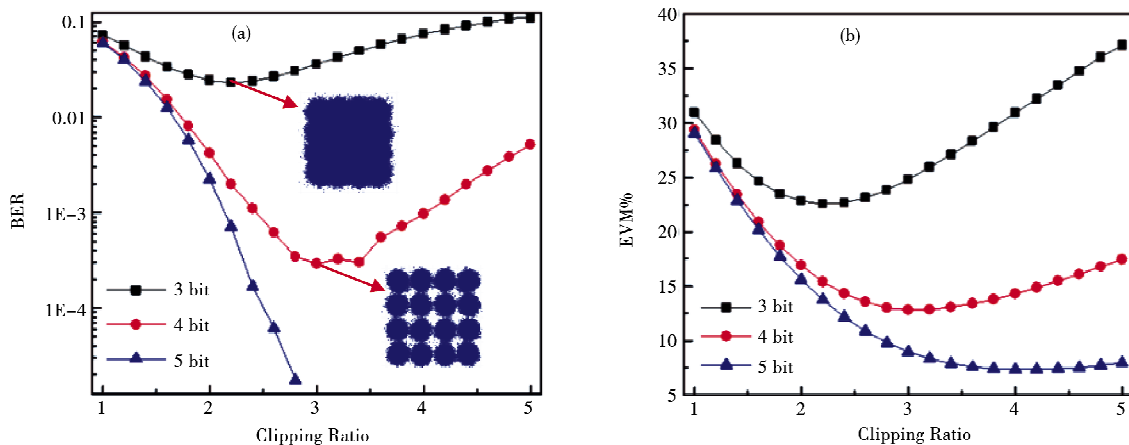 (a)
BER
0.1
0.01
1E-3
1E-4
3 bit
4 bit
5 bit
1 2 3 4 5
Clipping Ratio
(b)
EVM%
40
35
30
25
20
15
10
5
3 bit
4 bit
5 bit
1 2 3 4 5
Clipping Ratio